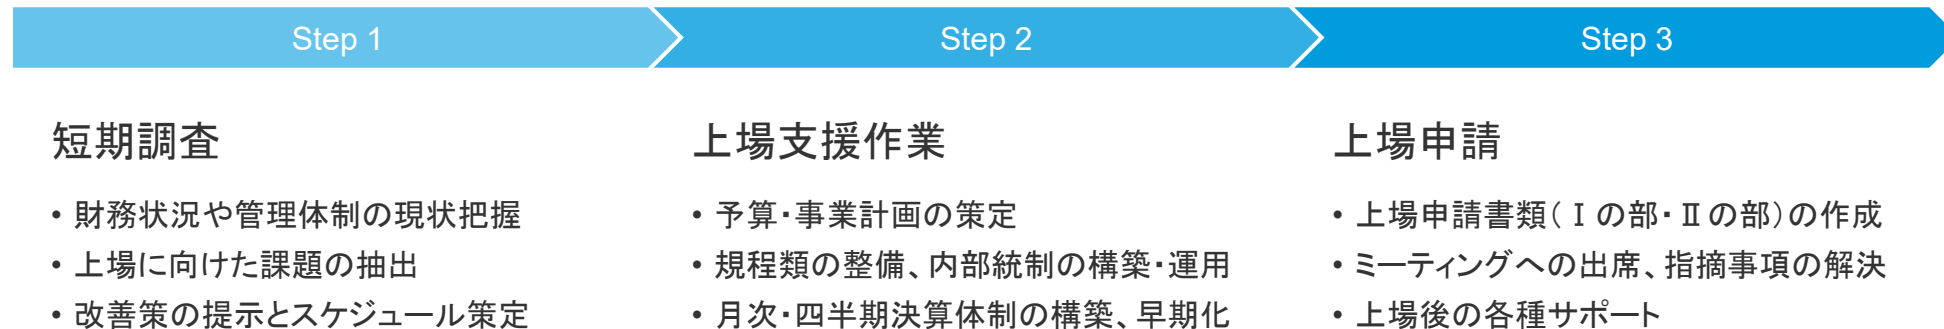 Step 1
Step 2
Step 3
短期調査
• 財務状況や管理体制の現状把握
• 上場に向けた課題の抽出
• 改善策の提示とスケジュール策定
上場支援作業
• 予算・事業計画の策定
• 規程類の整備、内部統制の構築・運用
• 月次・四半期決算体制の構築、早期化
上場申請
• 上場申請書類（Ⅰの部・Ⅱの部）の作成
• ミーティングへの出席、指摘事項の解決
• 上場後の各種サポート